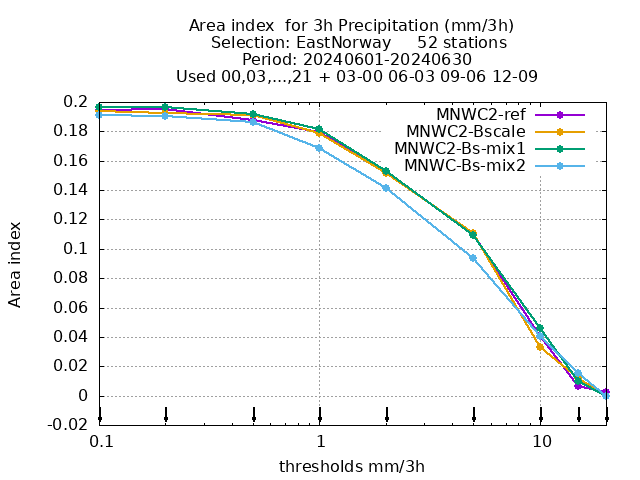 Area index  for 3h Precipitation (mm/3h)
Selection: EastNorway     52 stations
Period: 20240601-20240630
Used 00,03,...,21 + 03-00 06-03 09-06 12-09
MNWC2-ref
MNWC2-Bscale
MNWC2-Bs-mix1
MNWC-Bs-mix2
0.2
0.18
0.16
0.14
0.12
0.1
0.08
0.06
0.04
0.02
0
-0.02
Area index
0.1 1 10
thresholds mm/3h